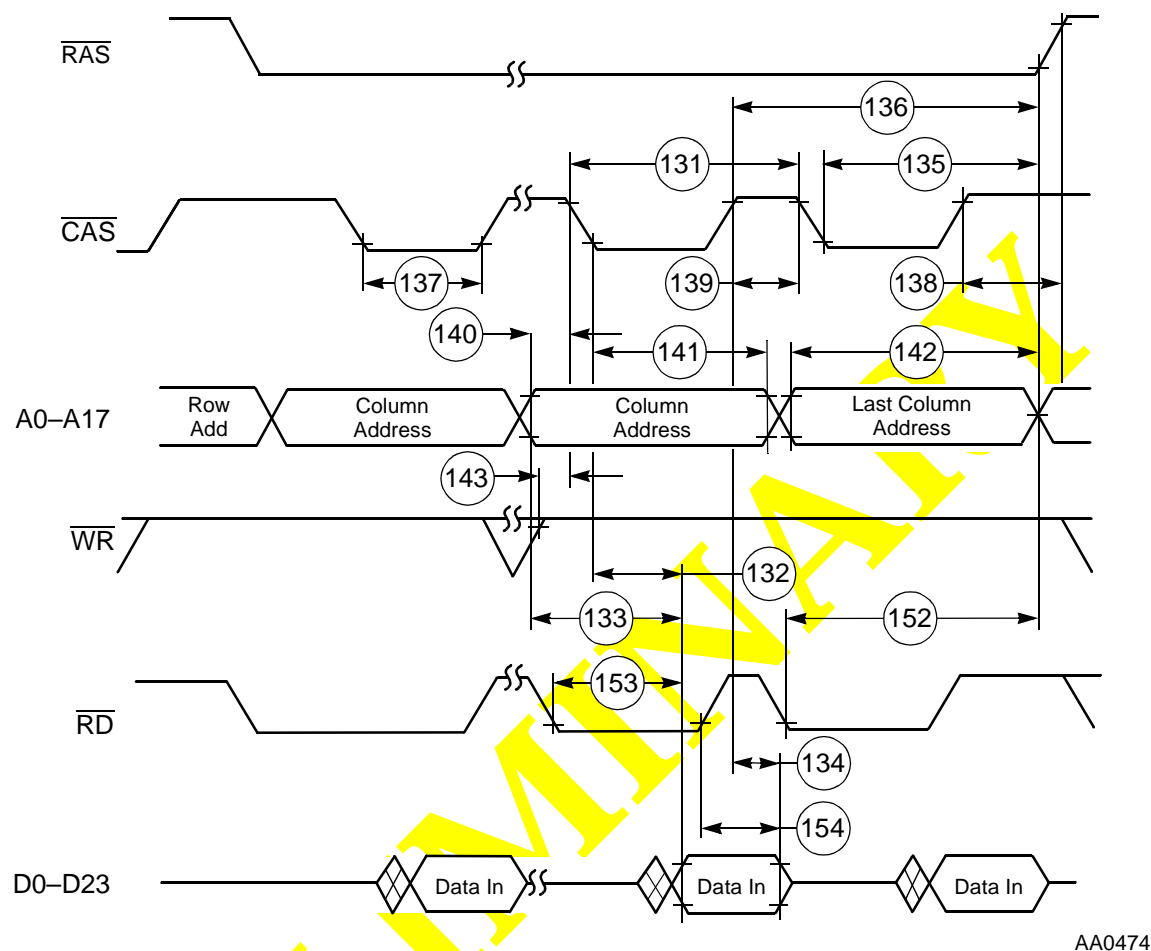 RAS
136
131
135
CAS
137
139
138
140
141
142
A0–A17
Row
Add
Column
Address
Column
Address
Last Column
Address
143
WR
132
133
152
153
RD
134
154
D0–D23
Data In
Data In
Data In
AA0474